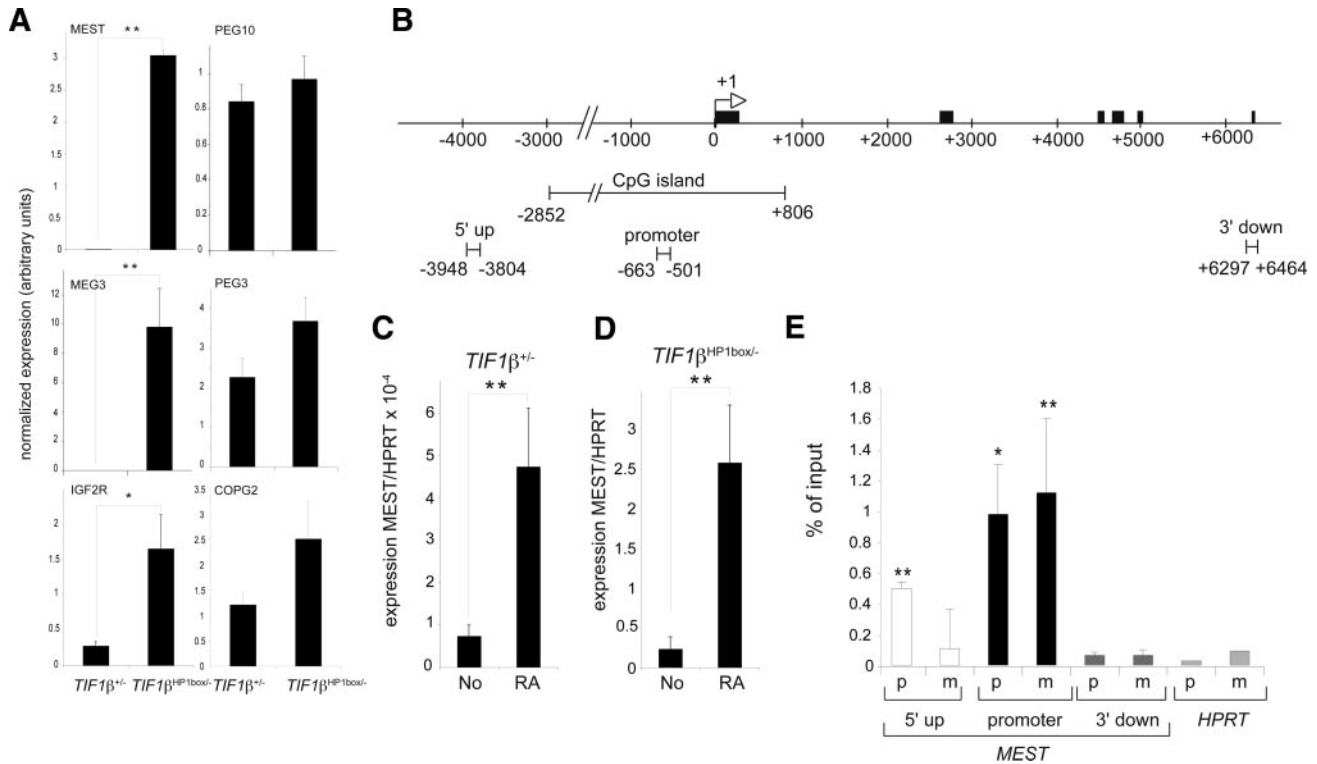 A
normalized expression (arbitrary units)
MEST
**
3
2.5
2
1.5
1
0.5
0
PEG10
1
0.8
0.6
0.4
0.2
0
MEG3
**
12
10
8
6
4
2
0
PEG3
4
3
2
1
0
IGF2R
*
2
1.5
1
0.5
0
COPG2
3.5
3
2.5
2
1.5
1
0.5
0
TIF1β+/- TIF1βHP1box/- TIF1β+/- TIF1βHP1box/-
B
+1
-4000 -3000 -1000 0 +1000 +2000 +3000 +4000 +5000 +6000
CpG island
-2852 +806
5' up promoter 3' down
-3948 -3804 -663 -501 +6297 +6464
C
TIF1β+/-
**
expression MEST/HPRT x 10-4
6
5
4
3
2
1
0
No RA
D
TIF1βHP1box/-
**
expression MEST/HPRT
3
2.5
2
1.5
1
0.5
0
No RA
E
% of input
1.8
1.6
1.4
1.2
1
0.8
0.6
0.4
0.2
0
**
*
**
p m p m p m p m
5' up promoter 3' down HPRT
MEST